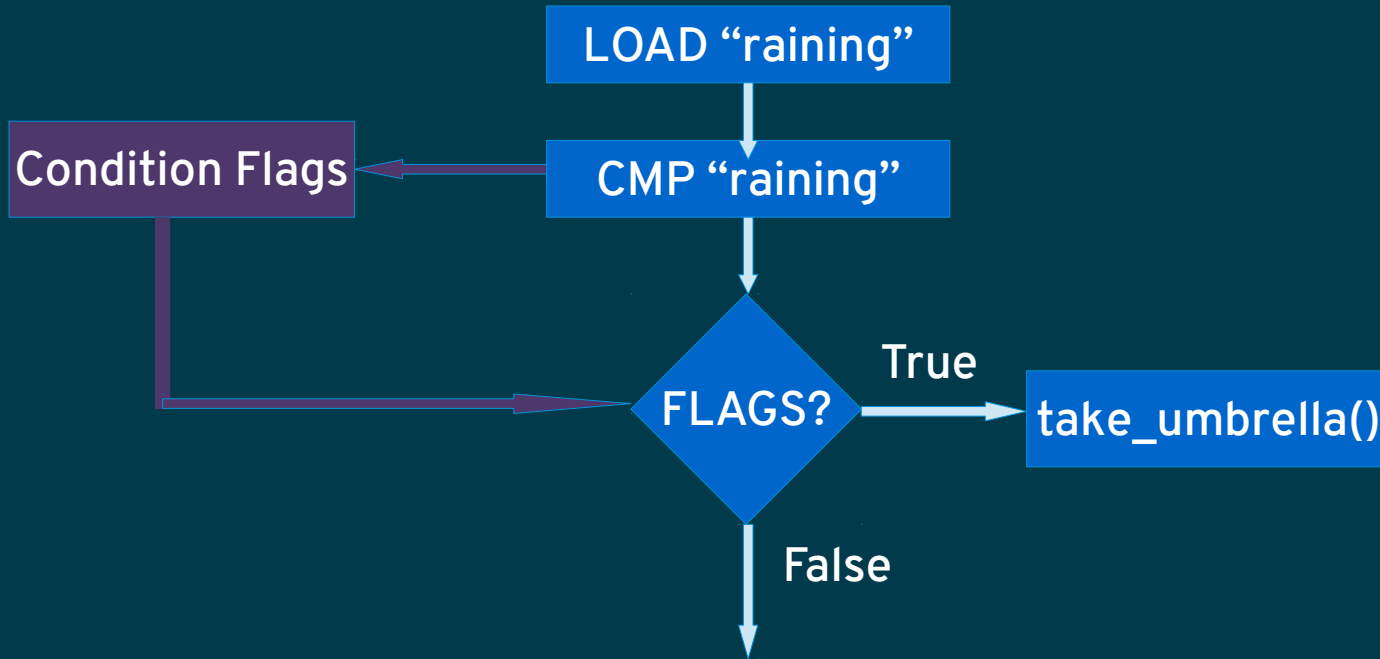 LOAD “raining”
Condition Flags
CMP “raining”
True
FLAGS?
take_umbrella()
False